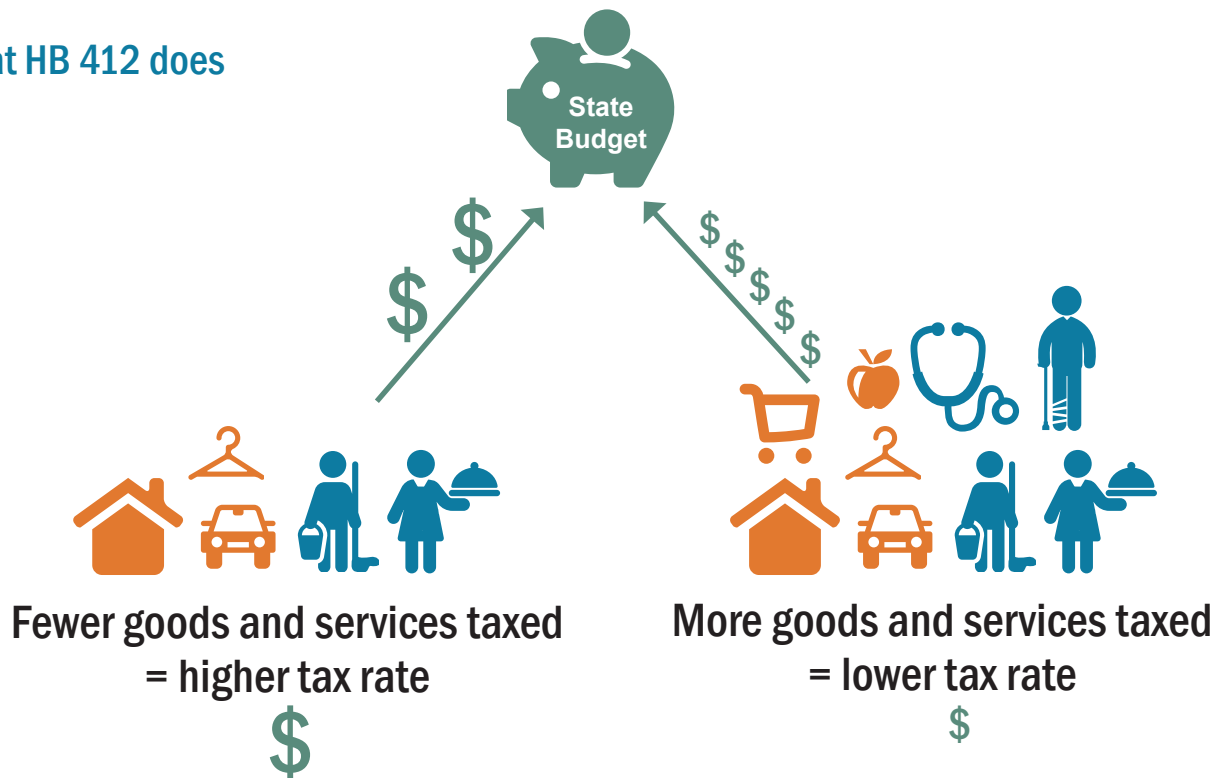 at HB 412 does
State
Budget
$
$
$
$
$
$
$
Fewer goods and services taxed
= higher tax rate
$
More goods and services taxed
= lower tax rate
$